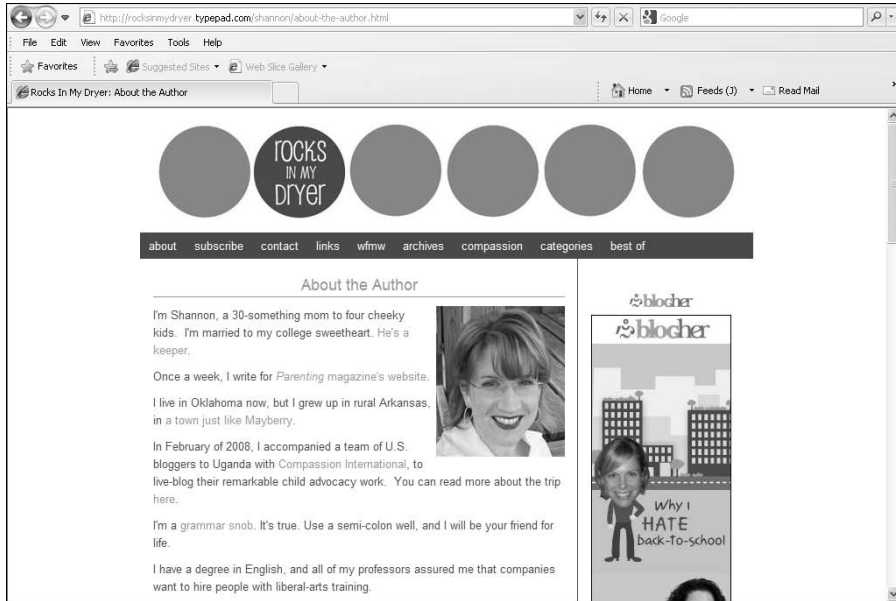 http://rocksinmydryer.typepad.com/shannon/about-the-author.html
Google
File Edit View Favorites Tools Help
Favorites Suggested Sites Web Slice Gallery
Rocks In My Dryer: About the Author
Home Feeds (J) Read Mail
rocks
IN MY
Dryer
about subscribe contact links wfmw archives compassion categories best of
About the Author
I'm Shannon, a 30-something mom to four cheeky
kids. I'm married to my college sweetheart. He's a
keeper.
Once a week, I write for Parenting magazine's website.
I live in Oklahoma now, but I grew up in rural Arkansas,
in a town just like Mayberry.
In February of 2008, I accompanied a team of U.S.
bloggers to Uganda with Compassion International, to
live-blog their remarkable child advocacy work. You can read more about the trip
here.
I'm a grammar snob. It's true. Use a semi-colon well, and I will be your friend for
life.
I have a degree in English, and all of my professors assured me that companies
want to hire people with liberal-arts training.
blogher
blogher
Why I
HATE
back-to-school